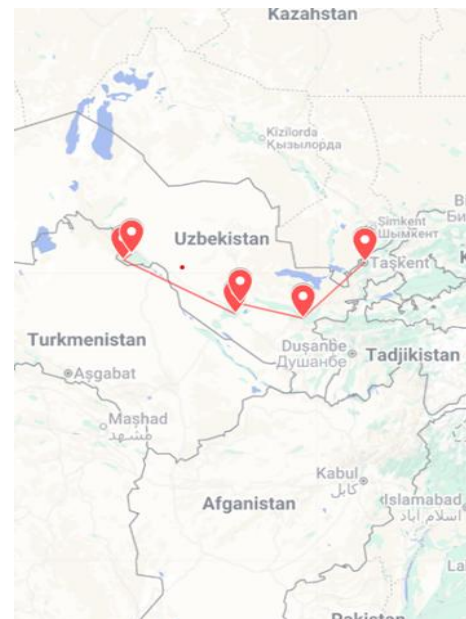 Kazahstan
Kizilorda
Кызылорда
Simkent
Шымкент
Uzbekistan
Taşkent
Turkmenistan
Duşanbe
Душанбе
Tadjikistan
Aşgabat
Mashad
مشهد
Kabul
کابل
Islamabad
اسلام آباد
Afganistan